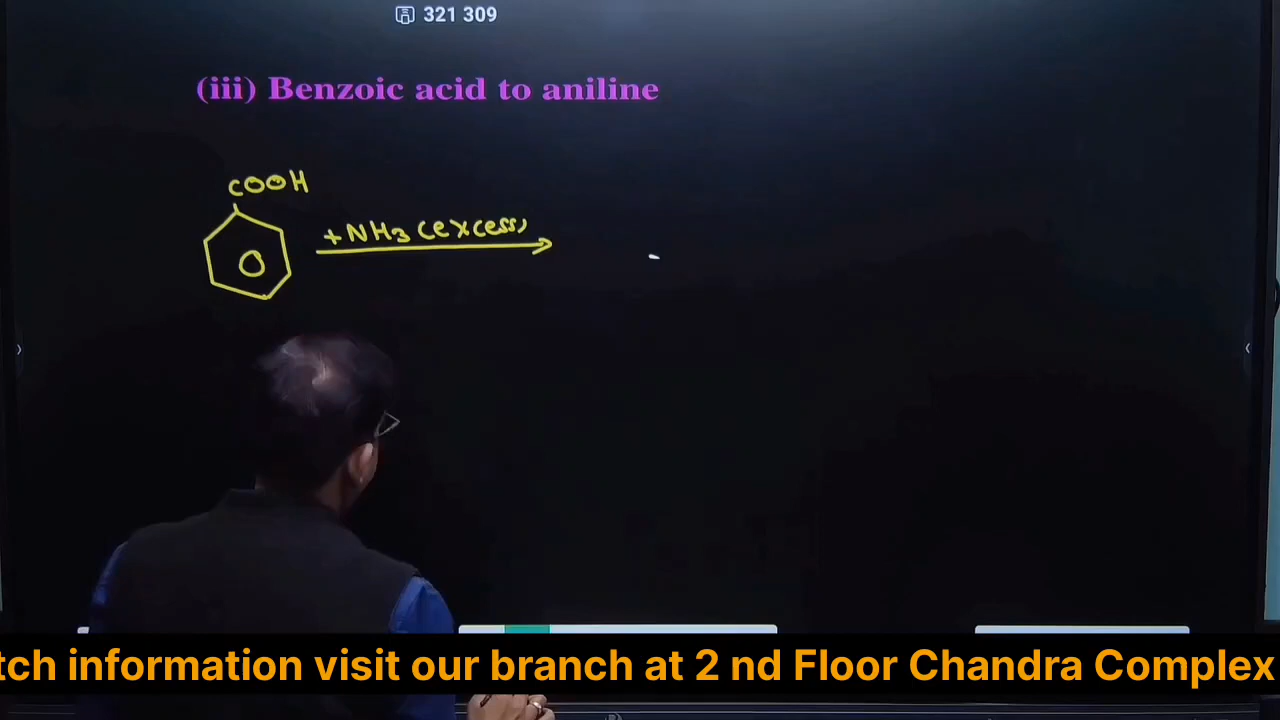 321 309
(iii) Benzoic acid to aniline
COOH
+NH3 (excess)
tch information visit our branch at 2 nd Floor Chandra Complex